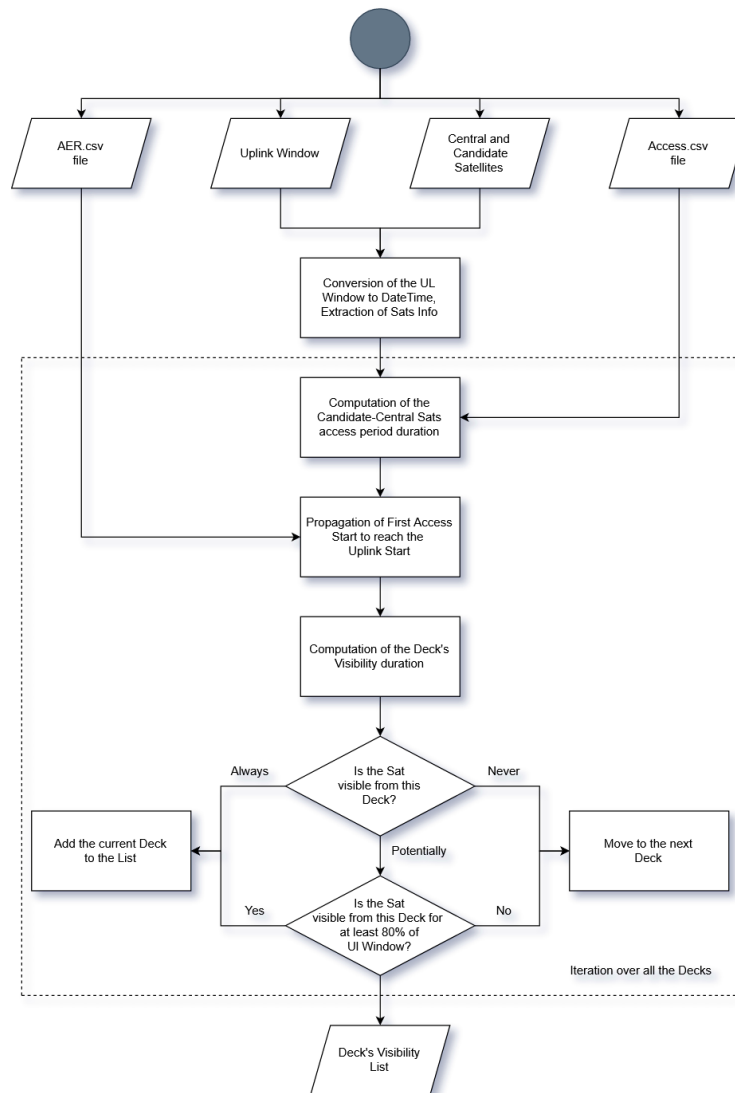 AER.csv
file
Uplink Window
Central and
Candidate
Satellites
Access.csv
file
Conversion of the UL
Window to DateTime,
Extraction of Sats Info
Computation of the
Candidate-Central Sats
access period duration
Propagation of First Access
Start to reach the
Uplink Start
Computation of the Deck's
Visibility duration
Is the Sat
visible from this
Deck?
Always
Never
Potentially
Add the current Deck
to the List
Move to the next
Deck
Is the Sat
visible from this Deck for
at least 80% of
Ul Window?
Yes
No
Iteration over all the Decks
Deck's Visibility
List